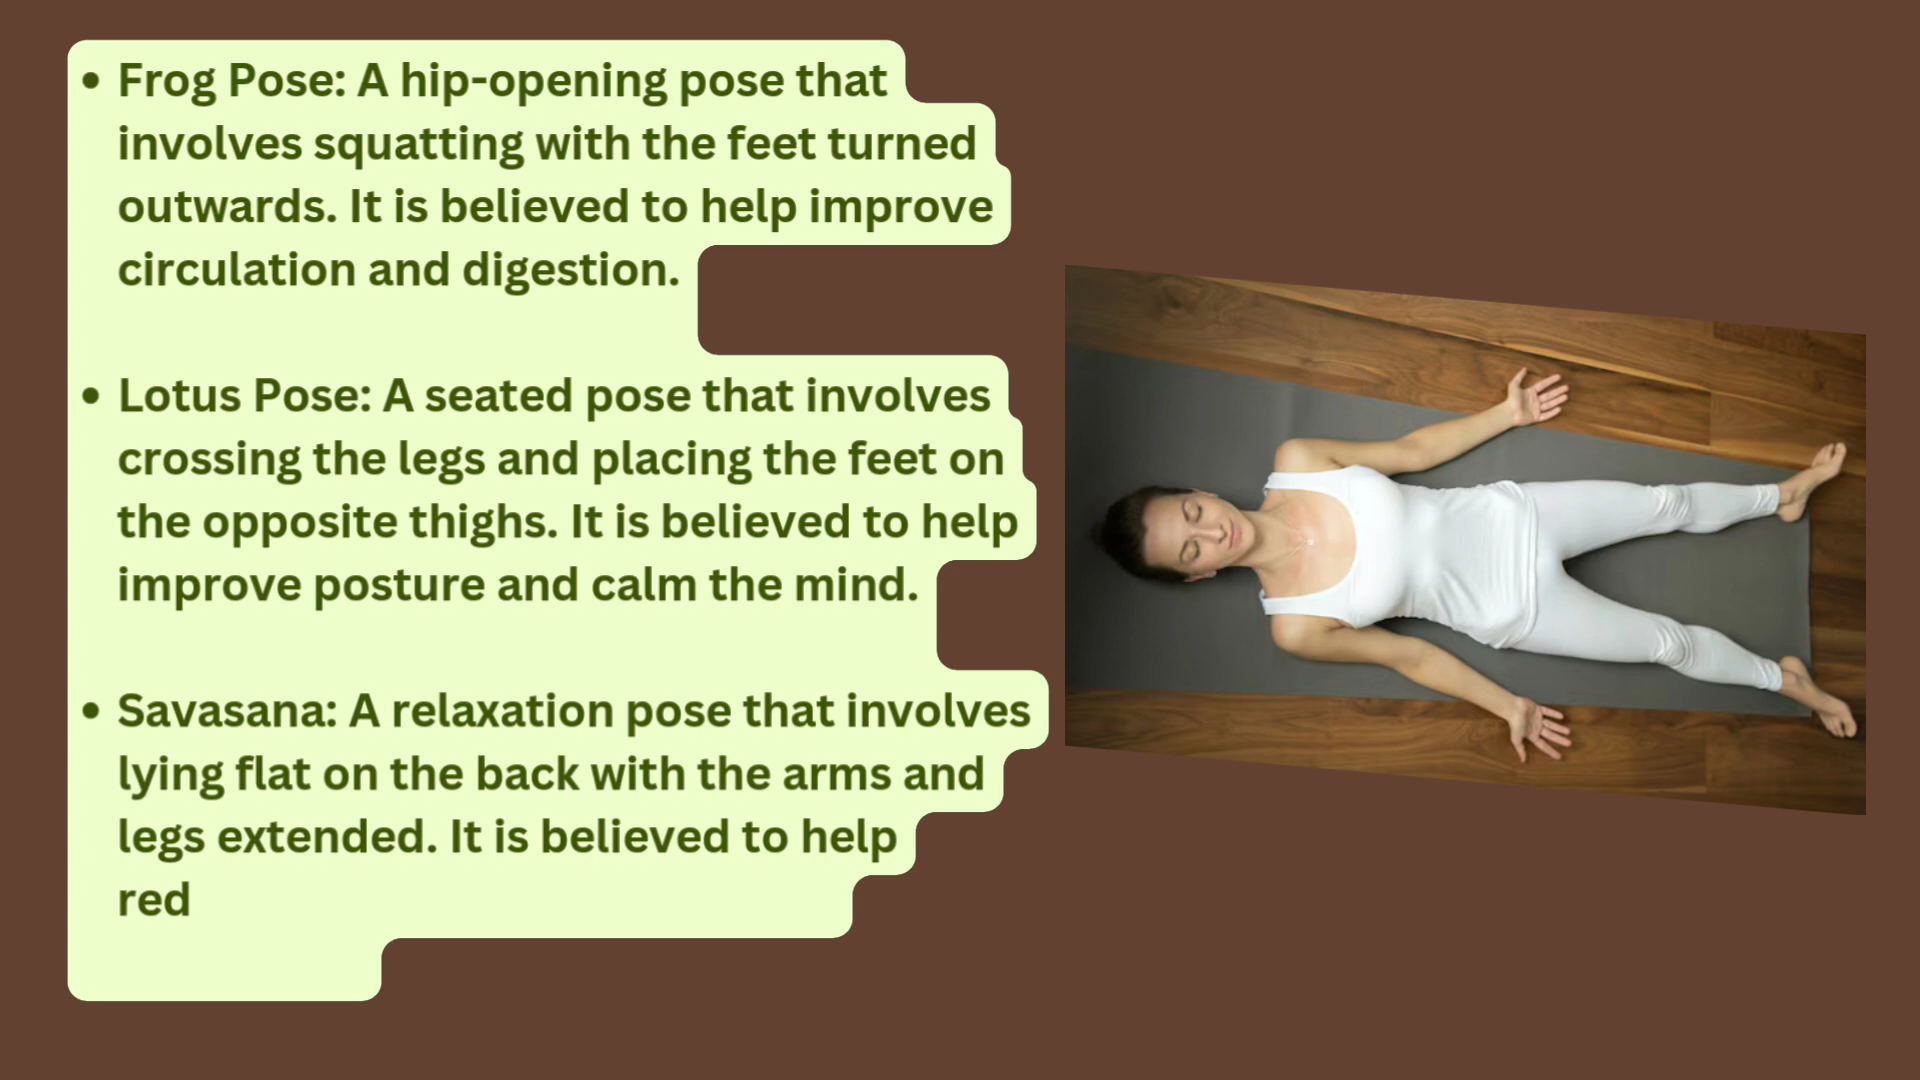 • Frog Pose: A hip-opening pose that
involves squatting with the feet turned
outwards. It is believed to help improve
circulation and digestion.
• Lotus Pose: A seated pose that involves
crossing the legs and placing the feet on
the opposite thighs. It is believed to help
improve posture and calm the mind.
• Savasana: A relaxation pose that involves
lying flat on the back with the arms and
legs extended. It is believed to help
red